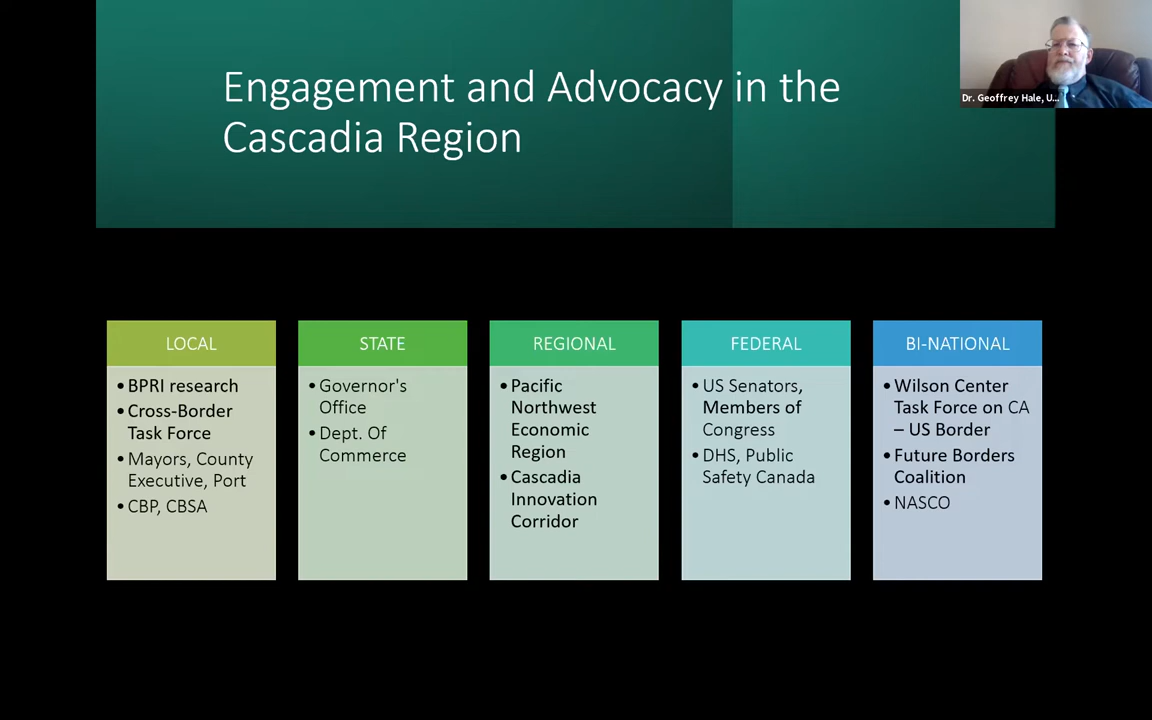 Engagement and Advocacy in the
Cascadia Region
Dr. Geoffrey Hale, U...
LOCAL
• BPRI research
• Cross-Border
Task Force
• Mayors, County
Executive, Port
• CBP, CBSA
STATE
• Governor's
Office
• Dept. Of
Commerce
REGIONAL
• Pacific
Northwest
Economic
Region
• Cascadia
Innovation
Corridor
FEDERAL
• US Senators,
Members of
Congress
• DHS, Public
Safety Canada
BI-NATIONAL
• Wilson Center
Task Force on CA
– US Border
• Future Borders
Coalition
• NASCO